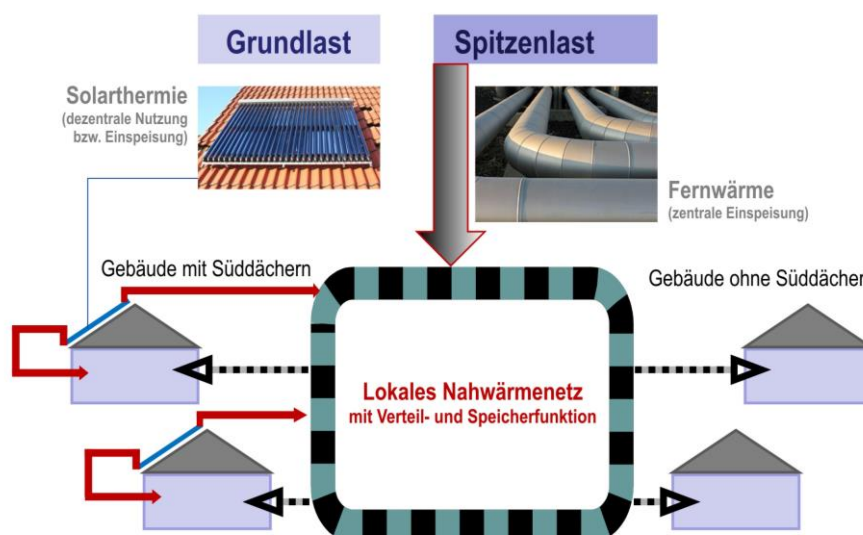 Grundlast
Spitzenlast
Solarthermie
(dezentrale Nutzung
bzw. Einspeisung)
Fernwärme
(zentrale Einspeisung)
Gebäude mit Süddächern
Gebäude ohne Süddächer
Lokales Nahwärmenetz
mit Verteil- und Speicherfunktion